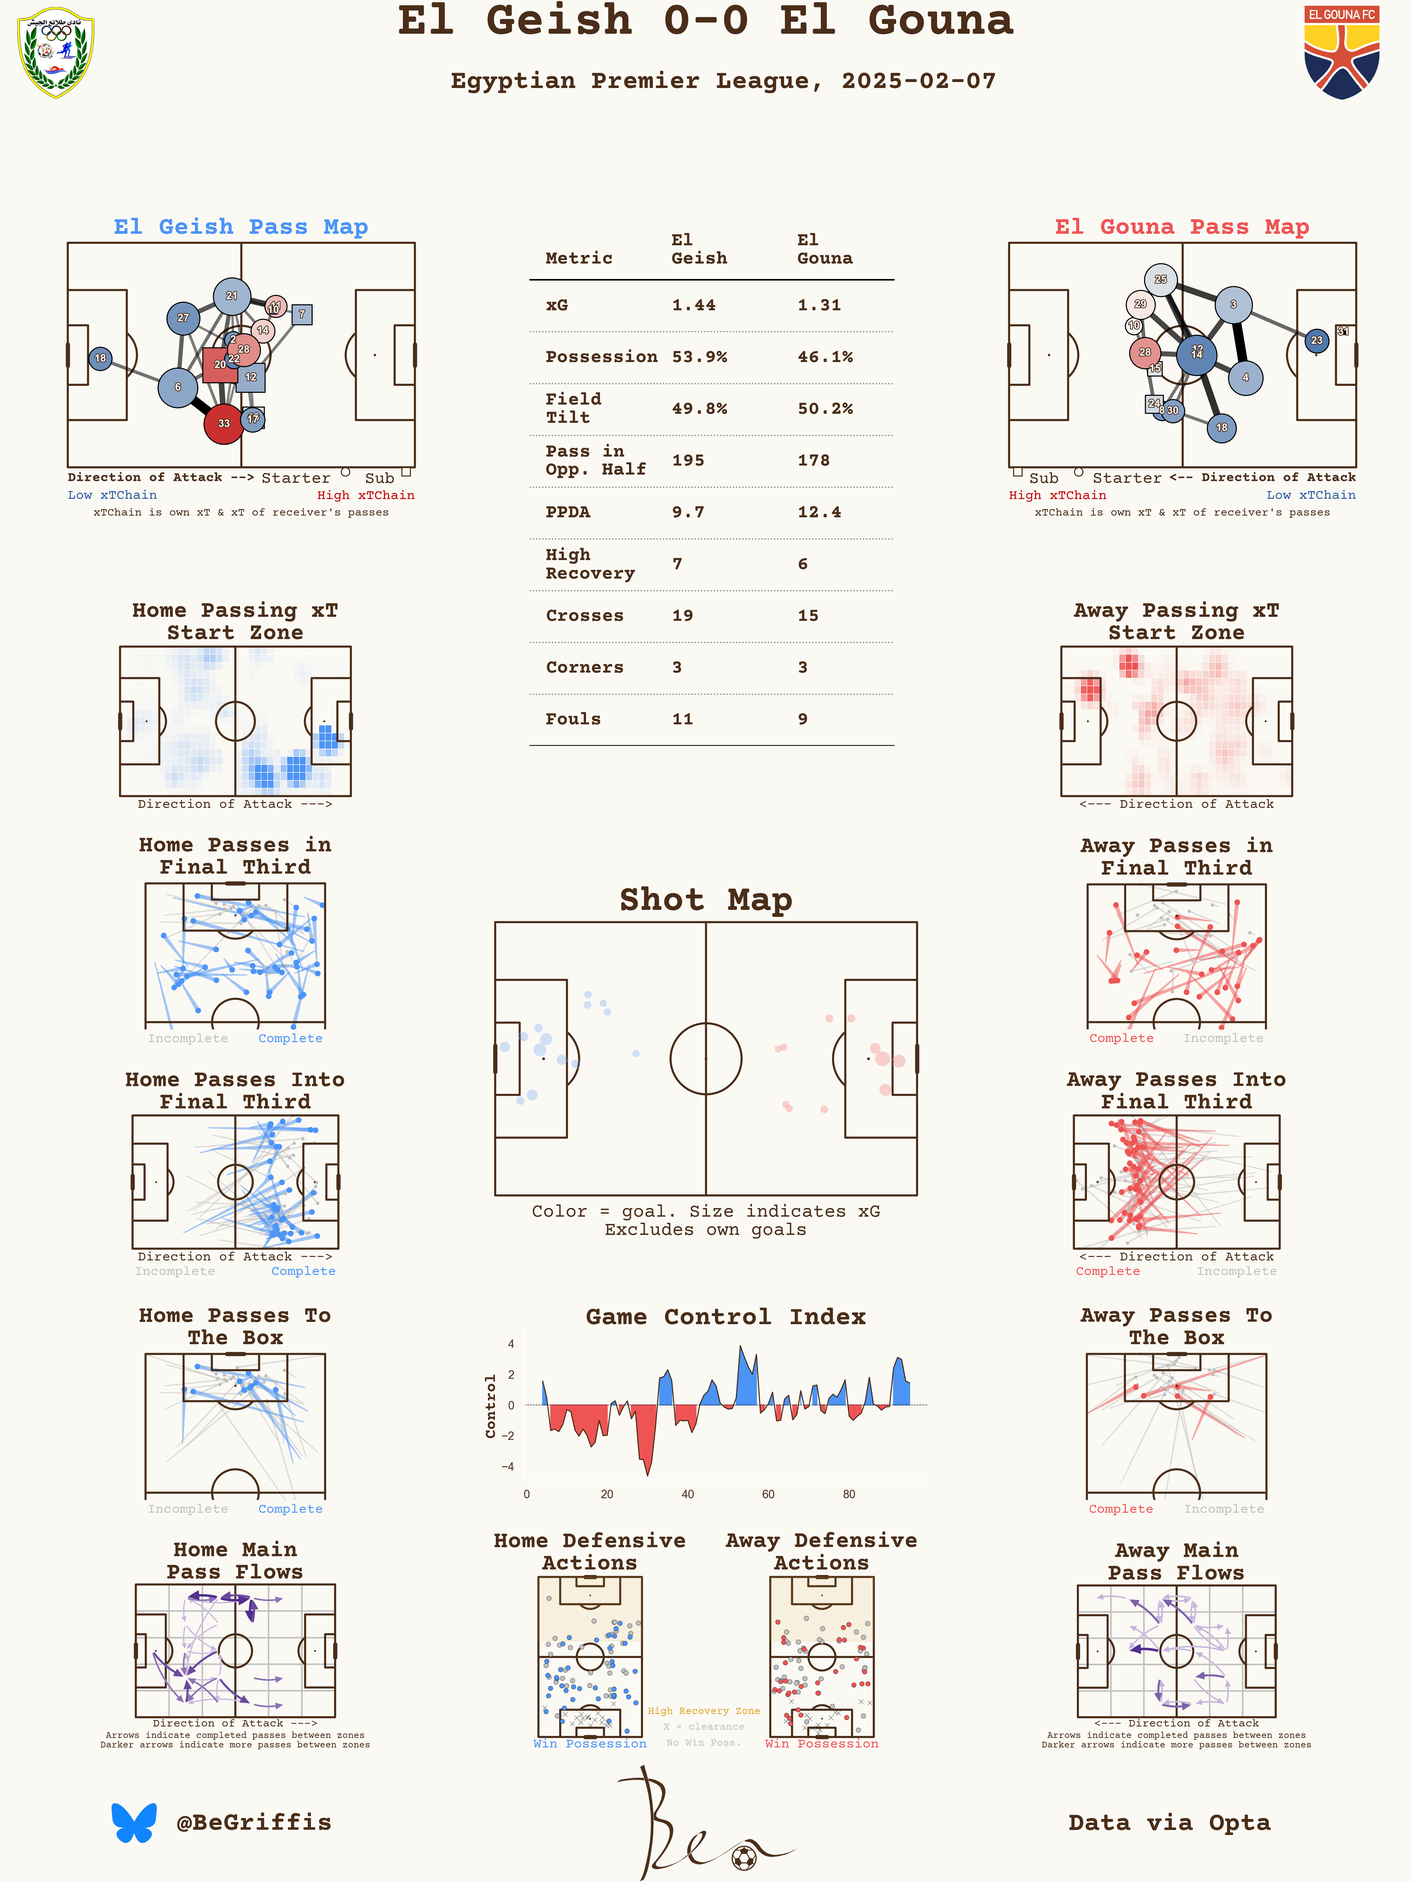 El Geish 0-0 El Gouna
Egyptian Premier League, 2025-02-07
نادى طلائع الجيش
EL GOUNA FC
El Geish Pass Map
18
27
21
6
33
20
2
22
28
14
11
10
7
12
17
Direction of Attack --> Starter Sub
Low xTChain High xTChain
xTChain is own xT & xT of receiver's passes
Metric El Geish El Gouna
xG 1.44 1.31
Possession 53.9% 46.1%
Field Tilt 49.8% 50.2%
Pass in Opp. Half 195 178
PPDA 9.7 12.4
High Recovery 7 6
Crosses 19 15
Corners 3 3
Fouls 11 9
El Gouna Pass Map
25
29
10
28
15
24
8
30
12
14
3
4
18
23
31
Sub Starter <-- Direction of Attack
High xTChain Low xTChain
xTChain is own xT & xT of receiver's passes
Home Passing xT
Start Zone
Direction of Attack --->
Away Passing xT
Start Zone
<--- Direction of Attack
Home Passes in
Final Third
Incomplete Complete
Away Passes in
Final Third
Complete Incomplete
Shot Map
Color = goal. Size indicates xG
Excludes own goals
Home Passes Into
Final Third
Direction of Attack --->
Incomplete Complete
Away Passes Into
Final Third
<--- Direction of Attack
Complete Incomplete
Home Passes To
The Box
Incomplete Complete
Game Control Index
Control
4
2
0
−2
−4
0 20 40 60 80
Away Passes To
The Box
Complete Incomplete
Home Main
Pass Flows
Direction of Attack --->
Arrows indicate completed passes between zones
Darker arrows indicate more passes between zones
Home Defensive
Actions
Win Possession
High Recovery Zone
X = clearance
No Win Poss.
Away Defensive
Actions
Win Possession
Away Main
Pass Flows
<--- Direction of Attack
Arrows indicate completed passes between zones
Darker arrows indicate more passes between zones
@BeGriffis
Ben
Data via Opta